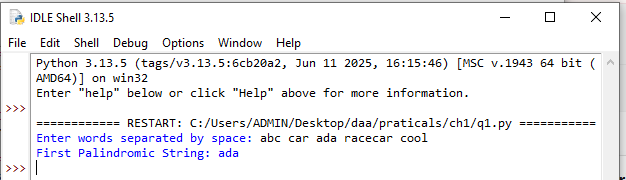 IDLE Shell 3.13.5
File Edit Shell Debug Options Window Help
Python 3.13.5 (tags/v3.13.5:6cb20a2, Jun 11 2025, 16:15:46) [MSC v.1943 64 bit (
AMD64)] on win32
Enter "help" below or click "Help" above for more information.
>>>
============ RESTART: C:/Users/ADMIN/Desktop/daa/praticals/ch1/q1.py ===========
Enter words separated by space: abc car ada racecar cool
First Palindromic String: ada
>>>